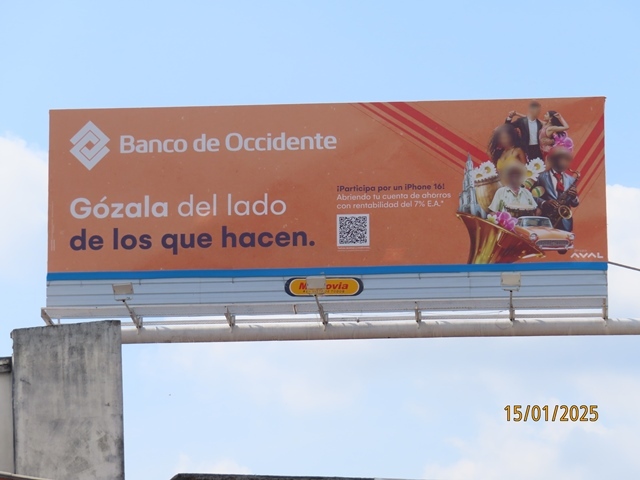 Banco de Occidente
Gózala del lado
de los que hacen.
¡Participa por un iPhone 16!
Abriendo tu cuenta de ahorros
con rentabilidad del 7% E.A.*
AVAL
15/01/2025